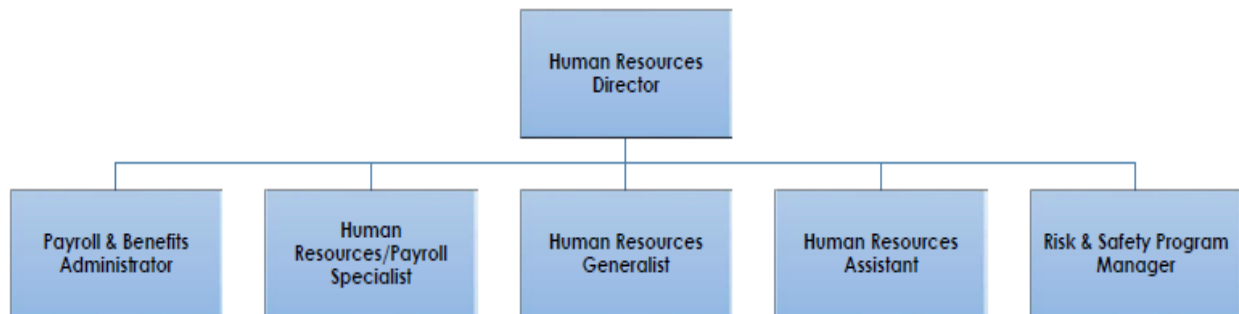 Human Resources
Director
Payroll & Benefits
Administrator
Human
Resources/Payroll
Specialist
Human Resources
Generalist
Human Resources
Assistant
Risk & Safety Program
Manager